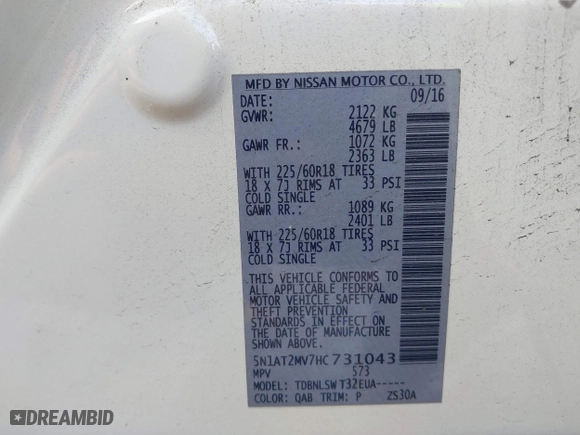 MFD BY NISSAN MOTOR CO., LTD.
DATE: 09/16
GVWR: 2122 KG
4679 LB
GAWR FR.: 1072 KG
2363 LB
WITH 225/60R18 TIRES
18 X 7J RIMS AT 33 PSI
COLD SINGLE
GAWR RR.: 1089 KG
2401 LB
WITH 225/60R18 TIRES
18 X 7J RIMS AT 33 PSI
COLD SINGLE
THIS VEHICLE CONFORMS TO
ALL APPLICABLE FEDERAL
MOTOR VEHICLE SAFETY AND
THEFT PREVENTION
STANDARDS IN EFFECT ON
THE DATE OF MANUFACTURE
SHOWN ABOVE.
5N1AT2MV7HC731043
MPV S73
MODEL: TDBNLSW T32EUA-----
COLOR: QAB TRIM: P ZS30A
AUTOBIDCAR